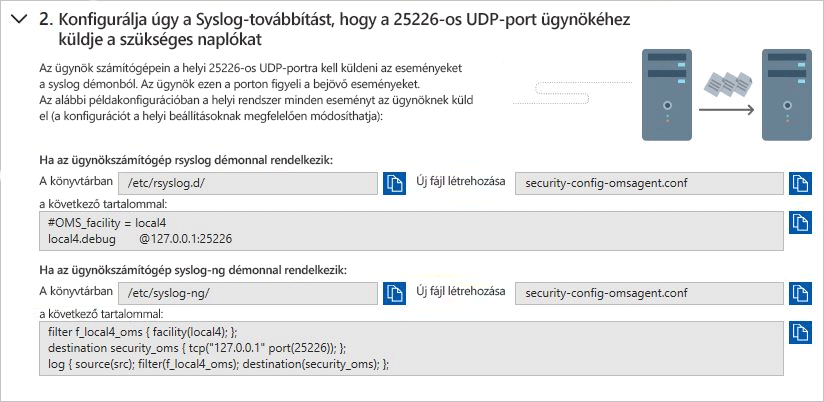 2. Konfigurálja úgy a Syslog-továbbítást, hogy a 25226-os UDP-port ügynökéhez
küldje a szükséges naplókat
Az ügynök számítógépein a helyi 25226-os UDP-portra kell küldeni az eseményeket
a syslog démonból. Az ügynök ezen a porton figyeli a bejövő eseményeket.
Az alábbi példakonfigurációban a helyi rendszer minden eseményt az ügynöknek küld
el (a konfigurációt a helyi beállításoknak megfelelően módosíthatja):
Ha az ügynökszámítógép rsyslog démonnal rendelkezik:
A könyvtárban /etc/rsyslog.d/ Új fájl létrehozása security-config-omsagent.conf
a következő tartalommal:
#OMS_facility = local4
local4.debug @127.0.0.1:25226
Ha az ügynökszámítógép syslog-ng démonnal rendelkezik:
A könyvtárban /etc/syslog-ng/ Új fájl létrehozása security-config-omsagent.conf
a következő tartalommal:
filter f_local4_oms { facility(local4); };
destination security_oms { tcp("127.0.0.1" port(25226)); };
log { source(src); filter(f_local4_oms); destination(security_oms); };